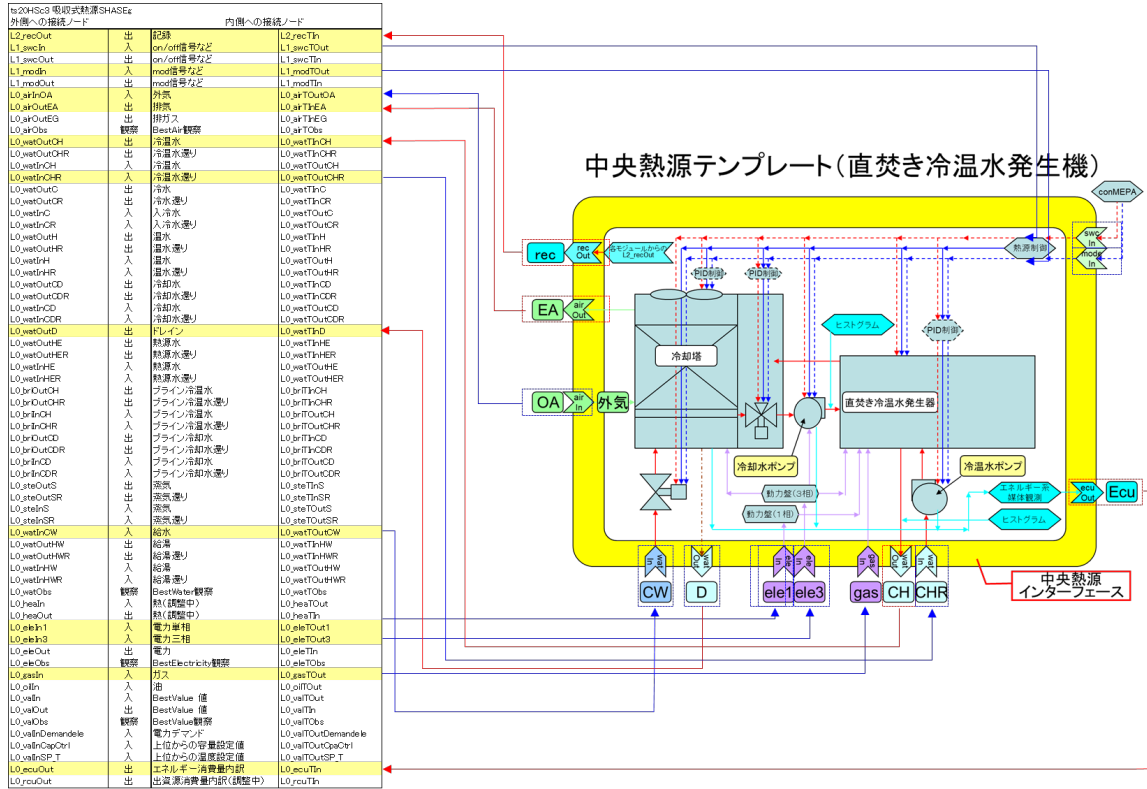 ts20HSc3 吸収式熱源SHASEg
外側への接続ノード 内側への接続ノード
L2_recOut 出 記録 L2_recTIn
L1_swcIn 入 on/off信号など L1_swcTOut
L1_swcOut 出 on/off信号など L1_swcTIn
L1_modIn 入 mod信号など L1_modTOut
L1_modOut 出 mod信号など L1_modTIn
L0_airInOA 入 外気 L0_airTOutOA
L0_airOutEA 出 排気 L0_airTInEA
L0_airOutEG 出 排ガス L0_airTInEG
L0_airObs 観察 BestAir観察 L0_airTObs
L0_watOutCH 出 冷温水 L0_watTInCH
L0_watOutCHR 出 冷温水還り L0_watTInCHR
L0_watInCH 入 冷温水 L0_watTOutCH
L0_watInCHR 入 冷温水還り L0_watTOutCHR
L0_watOutC 出 冷水 L0_watTInC
L0_watOutCR 出 冷水還り L0_watTInCR
L0_watInC 入 入冷水 L0_watTOutC
L0_watInCR 入 入冷水還り L0_watTOutCR
L0_watOutH 出 温水 L0_watTInH
L0_watOutHR 出 温水還り L0_watTInHR
L0_watInH 入 温水 L0_watTOutH
L0_watInHR 入 温水還り L0_watTOutHR
L0_watOutCD 出 冷却水 L0_watTInCD
L0_watOutCDR 出 冷却水還り L0_watTInCDR
L0_watInCD 入 冷却水 L0_watTOutCD
L0_watInCDR 入 冷却水還り L0_watTOutCDR
L0_watOutD 出 ドレイン L0_watTInD
L0_watOutHE 出 熱源水 L0_watTInHE
L0_watOutHER 出 熱源水還り L0_watTInHER
L0_watInHE 入 熱源水 L0_watTOutHE
L0_watInHER 入 熱源水還り L0_watTOutHER
L0_briOutCH 出 ブライン冷温水 L0_briTInCH
L0_briOutCHR 出 ブライン冷温水還り L0_briTInCHR
L0_briInCH 入 ブライン冷温水 L0_briTOutCH
L0_briInCHR 入 ブライン冷温水還り L0_briTOutCHR
L0_briOutCD 出 ブライン冷却水 L0_briTInCD
L0_briOutCDR 出 ブライン冷却水還り L0_briTInCDR
L0_briInCD 入 ブライン冷却水 L0_briTOutCD
L0_briInCDR 入 ブライン冷却水還り L0_briTOutCDR
L0_steOutS 出 蒸気 L0_steTInS
L0_steOutSR 出 蒸気還り L0_steTInSR
L0_steInS 入 蒸気 L0_steTOutS
L0_steInSR 入 蒸気還り L0_steTOutSR
L0_watInCW 入 給水 L0_watTOutCW
L0_watOutHW 出 給湯 L0_watTInHW
L0_watOutHWR 出 給湯還り L0_watTInHWR
L0_watInHW 入 給湯 L0_watTOutHW
L0_watInHWR 入 給湯還り L0_watTOutHWR
L0_watObs 観察 BestWater観察 L0_watTObs
L0_heaIn 入 熱(調整中) L0_heaTOut
L0_heaOut 出 熱(調整中) L0_heaTIn
L0_eleIn1 入 電力単相 L0_eleTOut1
L0_eleIn3 入 電力三相 L0_eleTOut3
L0_eleOut 出 電力 L0_eleTIn
L0_eleObs 観察 BestElectricity観察 L0_eleTObs
L0_gasIn 入 ガス L0_gasTOut
L0_oilIn 入 油 L0_oilTOut
L0_valIn 入 BestValue 値 L0_valTOut
L0_valOut 出 BestValue 値 L0_valTIn
L0_valObs 観察 BestValue観察 L0_valTObs
L0_valInDemandele 入 電力デマンド L0_valTOutDemandele
L0_valInCapCtrl 入 上位からの容量設定値 L0_valTOutCpaCtrl
L0_valInSP_T 入 上位からの温度設定値 L0_valTOutSP_T
L0_ecuOut 出 エネルギー消費量内訳 L0_ecuTIn
L0_rcuOut 出 出資源消費量内訳(調整中) L0_rcuTIn
中央熱源テンプレート(直焚き冷温水発生機)
conMEPA
swc In
mode In
熱源制御
rec
rec Out
各モジュールからの
L2_recOut
PID制御
PID制御
PID制御
EA
air Out
ヒストグラム
冷却塔
OA
air In
外気
直焚き冷温水発生器
冷却水ポンプ
冷温水ポンプ
動力盤(3相)
動力盤(1相)
エネルギー系
媒体観測
ecu Out
Ecu
ヒストグラム
wat In
wat Out
ele In
ele In
gas In
wat Out
wat In
CW
D
ele1
ele3
gas
CH
CHR
中央熱源
インターフェース